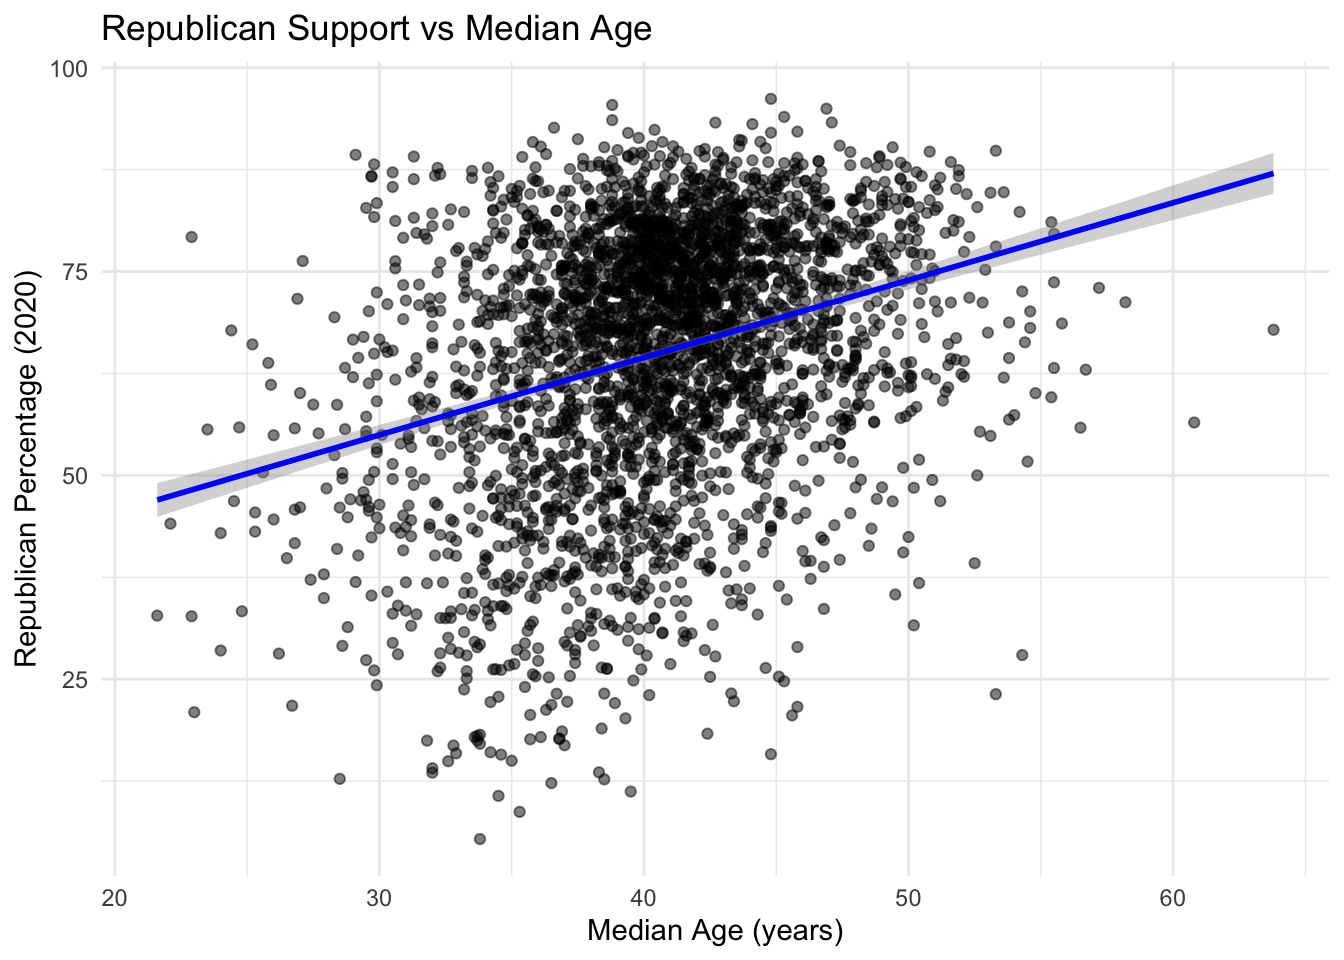 Republican Support vs Median Age
100
75
50
25
Republican Percentage (2020)
20 30 40 50 60
Median Age (years)